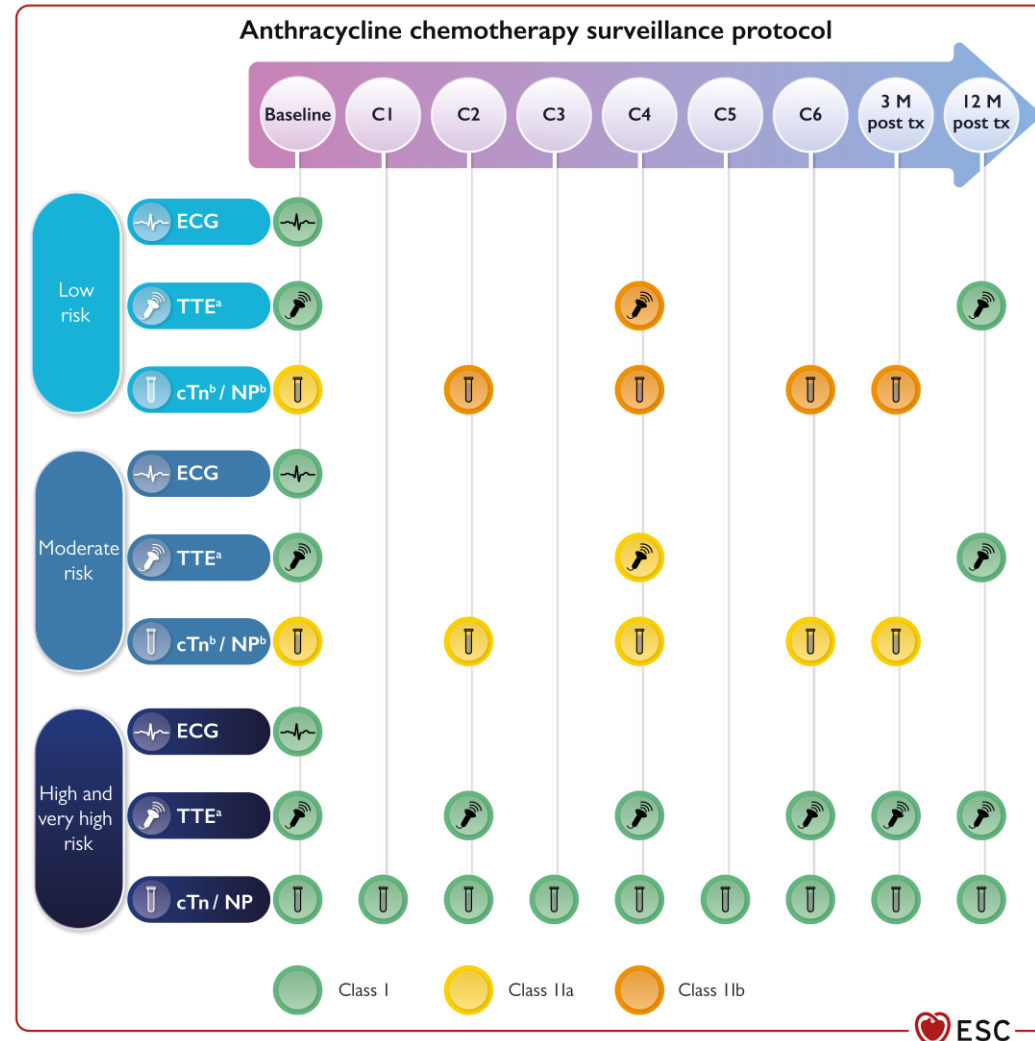 Anthracycline chemotherapy surveillance protocol
Baseline
C1
C2
C3
C4
C5
C6
3 M
post tx
12 M
post tx
Low
risk
ECG
TTEᵃ
cTnᵇ / NPᵇ
Moderate
risk
ECG
TTEᵃ
cTnᵇ / NPᵇ
High and
very high
risk
ECG
TTEᵃ
cTn / NP
Class I
Class IIa
Class IIb
ESC